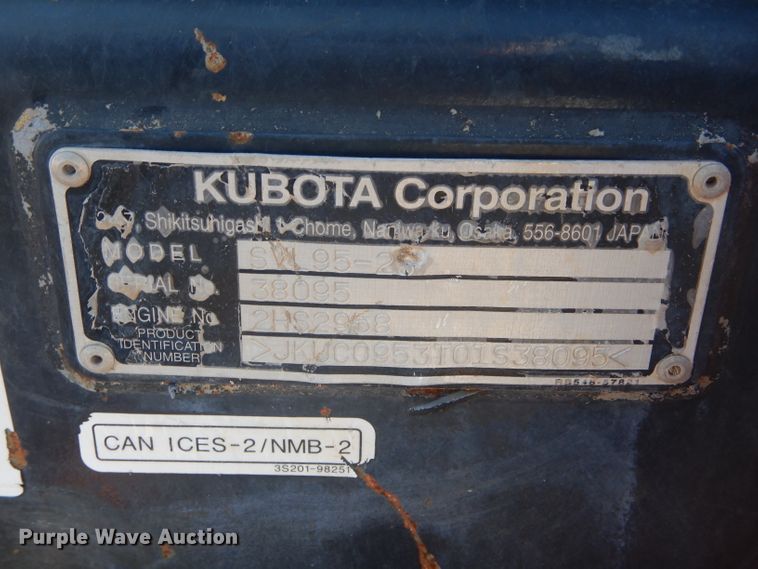 KUBOTA Corporation
Shikitsuhigashi 1-Chome, Naniwa-ku, Osaka, 556-8601 JAPAN
MODEL SVL95-2
SERIAL No. 38095
ENGINE No. 2HS2958
PRODUCT
IDENTIFICATION
NUMBER >JKUC0953T01S38095<
CAN ICES-2/NMB-2
3S201-98251
Purple Wave Auction